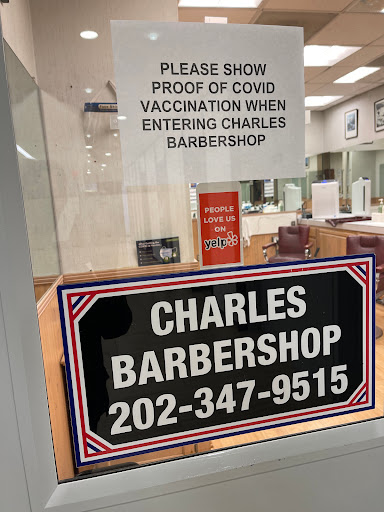 PLEASE SHOW
PROOF OF COVID
VACCINATION WHEN
ENTERING CHARLES
BARBERSHOP
PEOPLE
LOVE US
ON
yelp
CHARLES
BARBERSHOP
202-347-9515